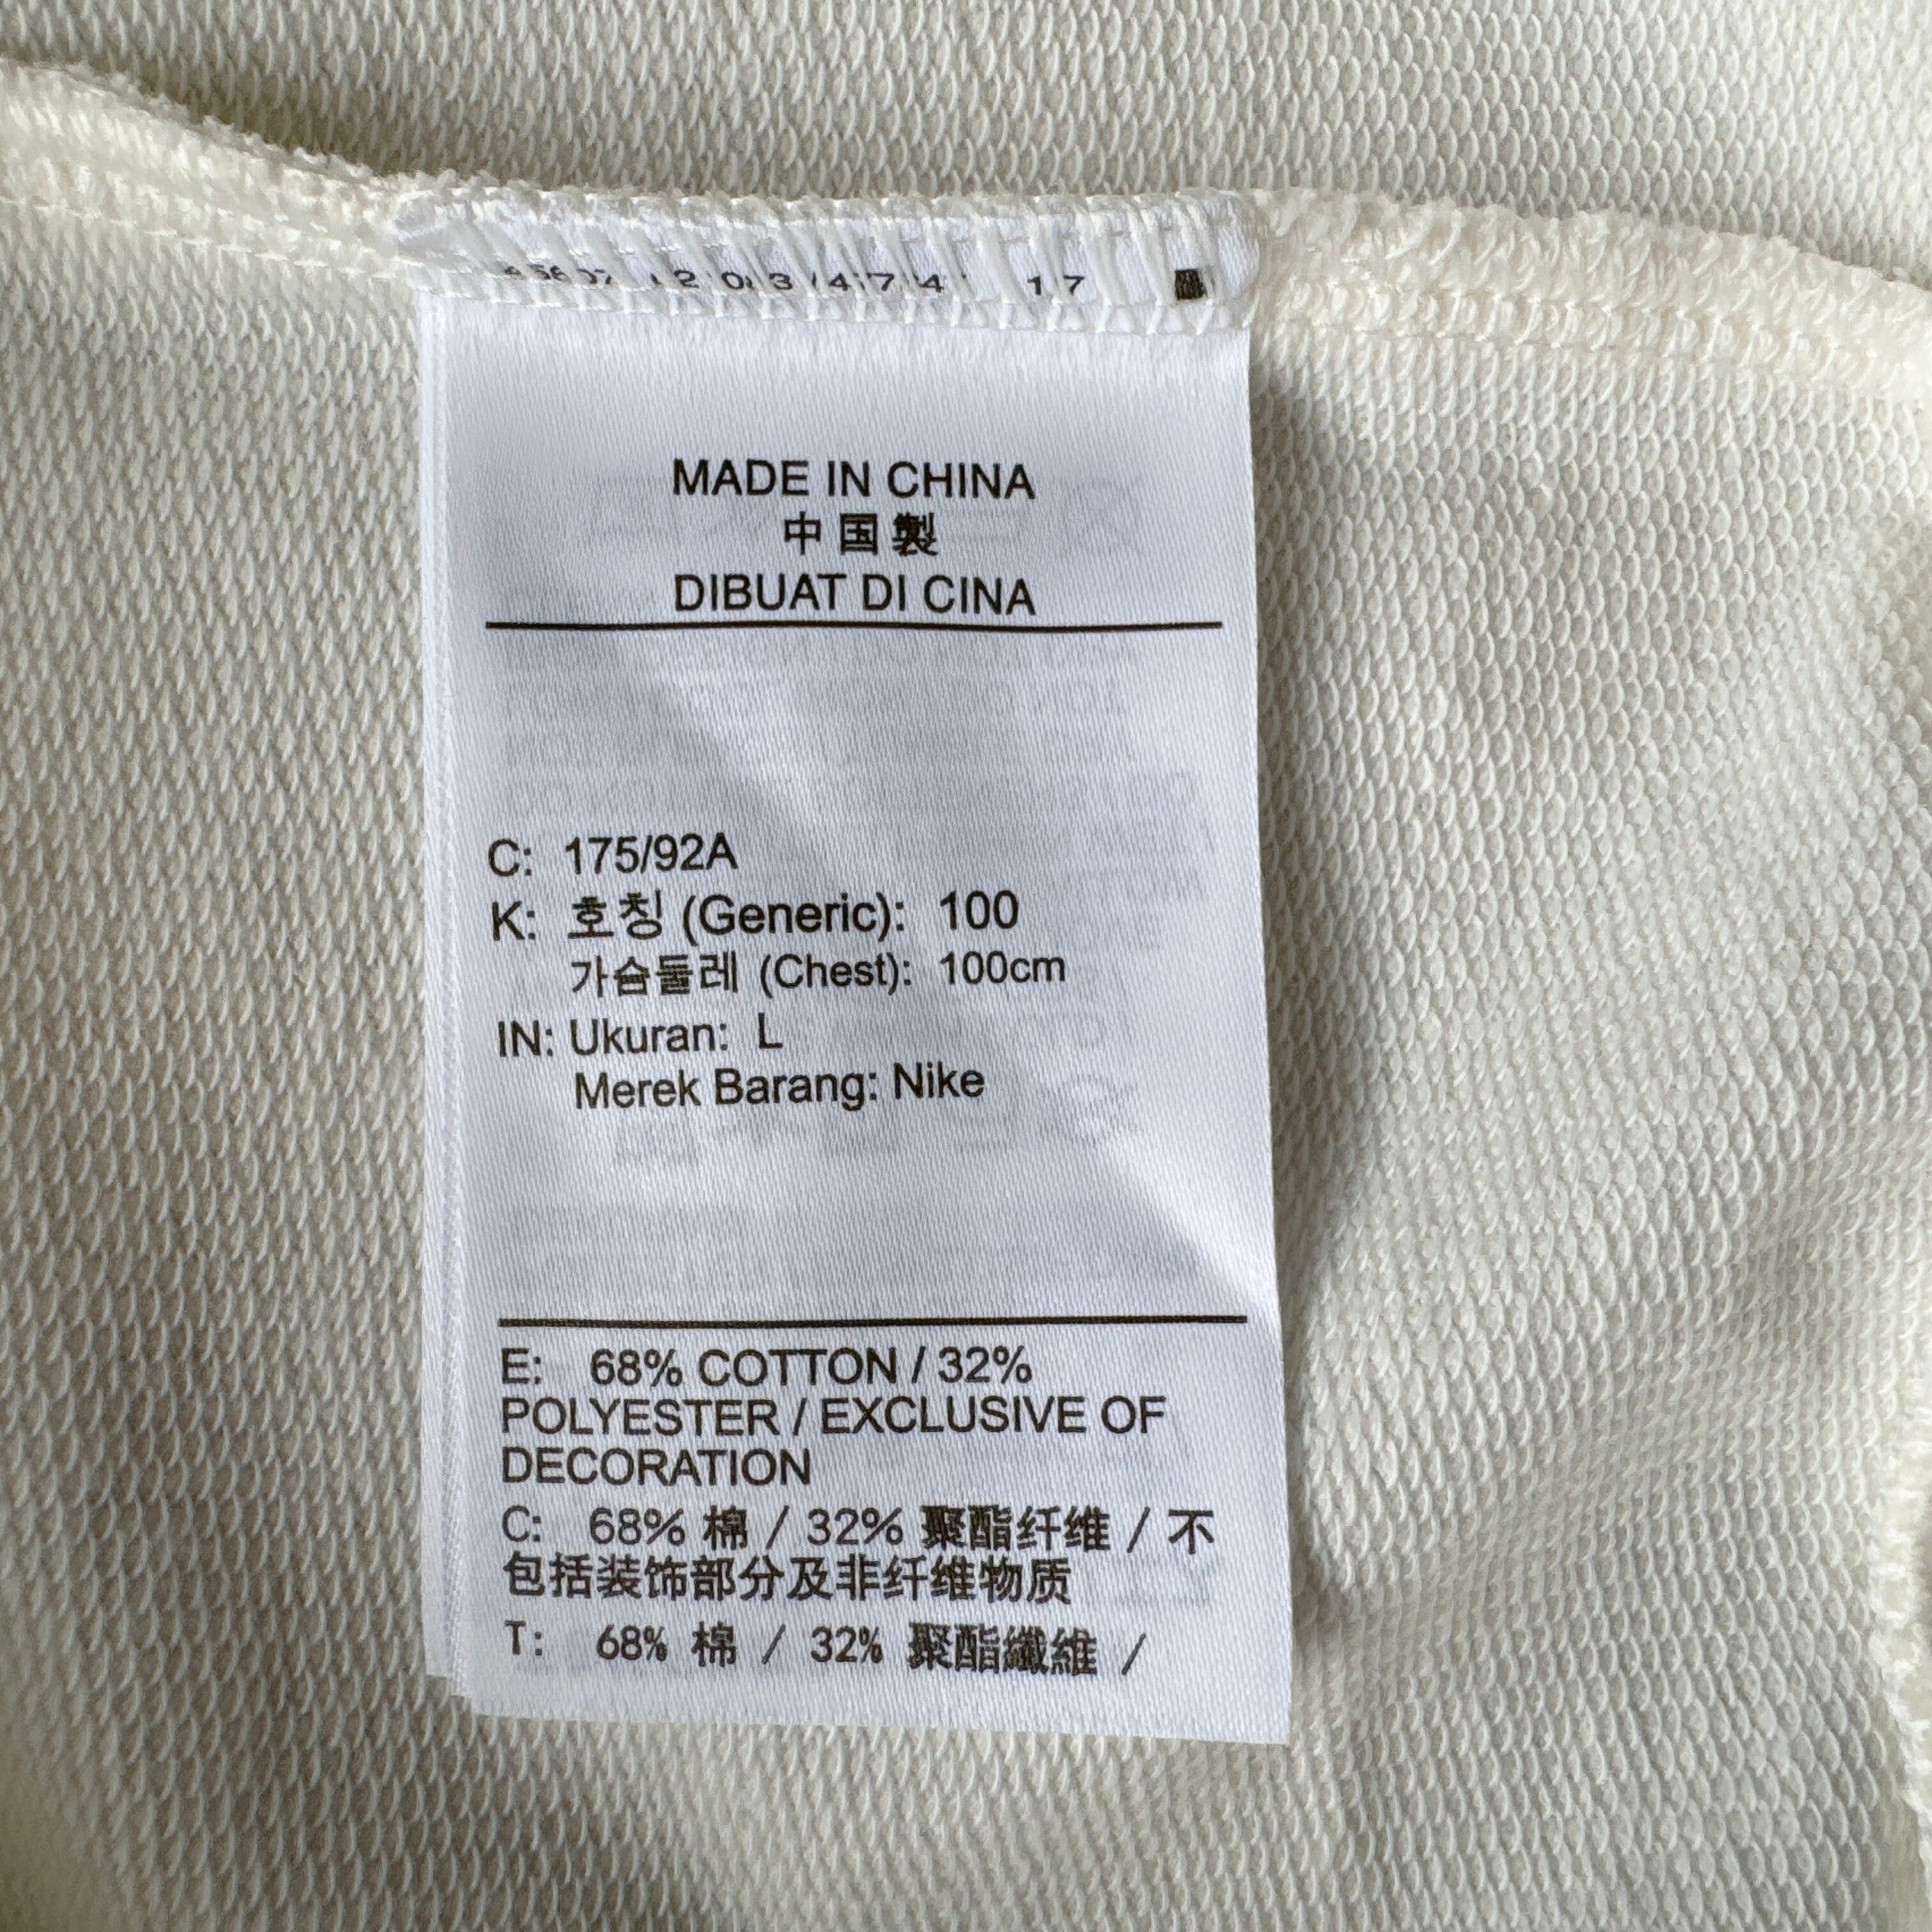 MADE IN CHINA
中国製
DIBUAT DI CINA
C: 175/92A
K: 호칭 (Generic): 100
가슴둘레 (Chest): 100cm
IN: Ukuran: L
Merek Barang: Nike
E: 68% COTTON / 32%
POLYESTER / EXCLUSIVE OF
DECORATION
C: 68% 棉 / 32% 聚酯纤维 / 不
包括装饰部分及非纤维物质
T: 68% 棉 / 32% 聚酯纖維 /